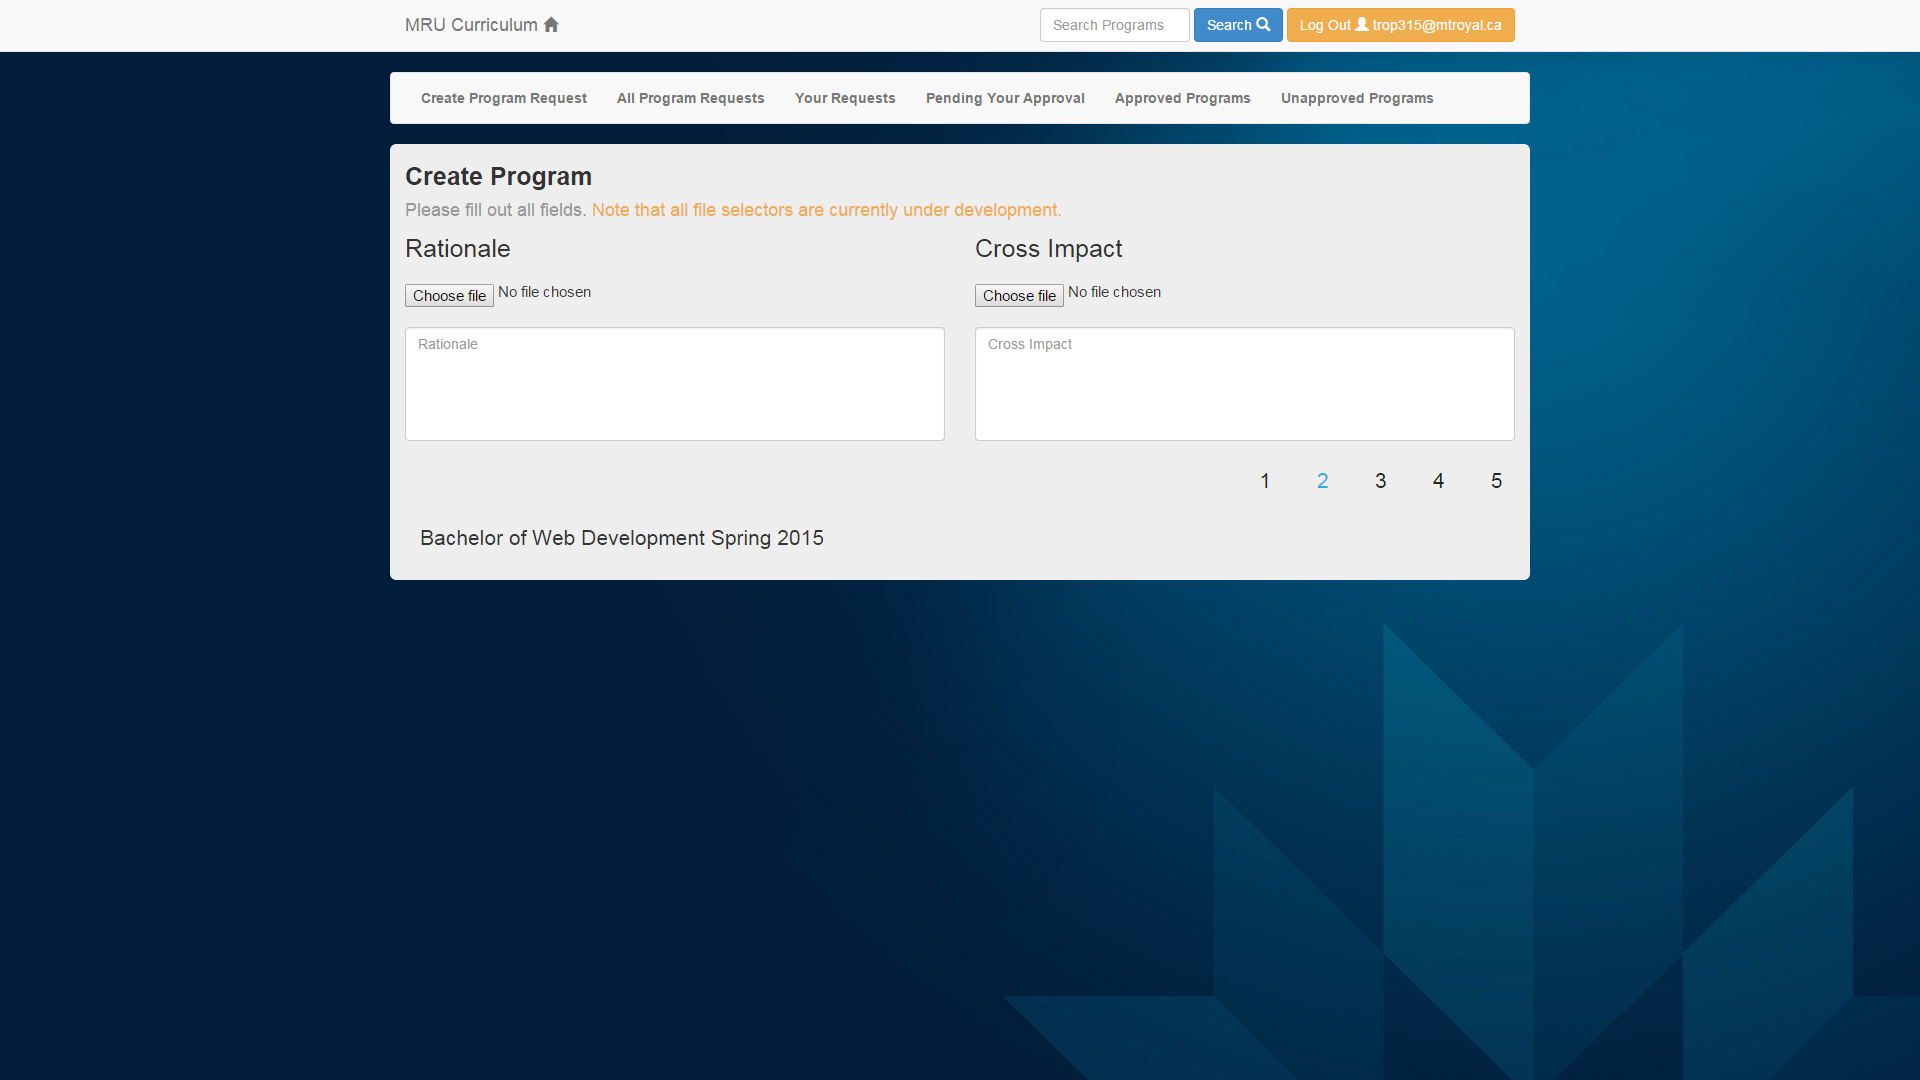 MRU Curriculum
Search Programs
Search
Log Out trop315@mtroyal.ca
Create Program Request
All Program Requests
Your Requests
Pending Your Approval
Approved Programs
Unapproved Programs
Create Program
Please fill out all fields. Note that all file selectors are currently under development.
Rationale
Choose file No file chosen
Rationale
Cross Impact
Choose file No file chosen
Cross Impact
1 2 3 4 5
Bachelor of Web Development Spring 2015